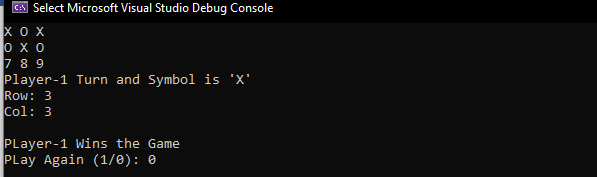 Select Microsoft Visual Studio Debug Console
X O X
O X O
7 8 9
Player-1 Turn and Symbol is 'X'
Row: 3
Col: 3
PLayer-1 Wins the Game
PLay Again (1/0): 0